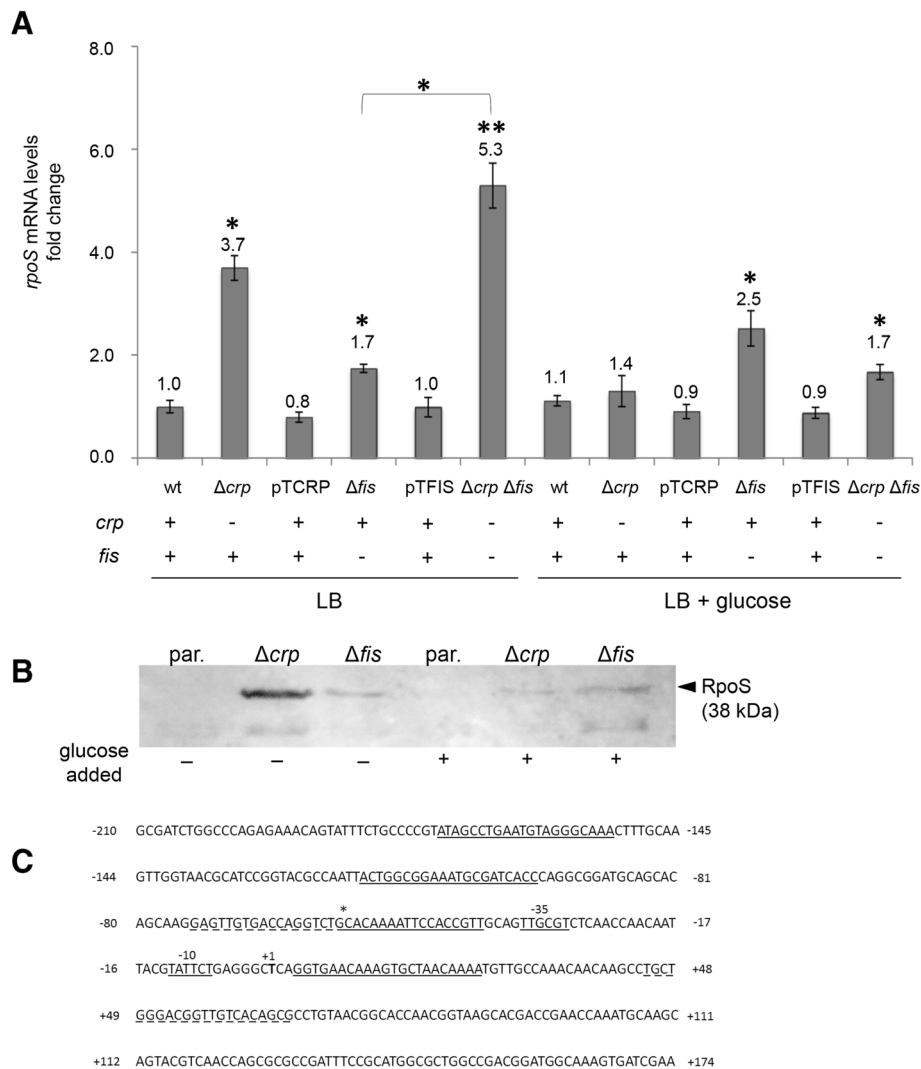 A
8.0
6.0
4.0
2.0
0.0
rpoS mRNA levels
fold change
*
**
5.3
*
3.7
*
1.7
1.0
0.8
1.0
*
2.5
*
1.7
1.1
1.4
0.9
0.9
wt Δcrp pTCRP Δfis pTFIS Δcrp Δfis wt Δcrp pTCRP Δfis pTFIS Δcrp Δfis
crp + - + + + - + - + + + -
fis + + + - + - + + + - + -
LB LB + glucose
B
par. Δcrp Δfis par. Δcrp Δfis
RpoS
(38 kDa)
glucose
added
– – – + + +
C
-210 GCGATCTGGCCCAGAGAAACAGTATTTCTGCCCCGTATAGCCTGAATGTAGGGCAAACTTTGCAA -145
-144 GTTGGTAACGCATCCGGTACGCCAATTACTGGCGGAAATGCGATCACCCAGGCGGATGCAGCAC -81
* -35
-80 AGCAAGGAGTTGTGACCAGGTCTGCACAAAATTCCACCGTTGCAGTTGCGTCTCAACCAACAAT -17
-10 +1
-16 TACGTATTCTGAGGGCTCAGGTGAACAAAGTGCTAACAAAATGTTGCCAAACAACAAGCCTGCT +48
+49 GGGACGGTTGTCACAGCGCCTGTAACGGCACCAACGGTAAGCACGACCGAACCAAATGCAAGC +111
+112 AGTACGTCAACCAGCGCGCCGATTTCCGCATGGCGCTGGCCGACGGATGGCAAAGTGATCGAA +174